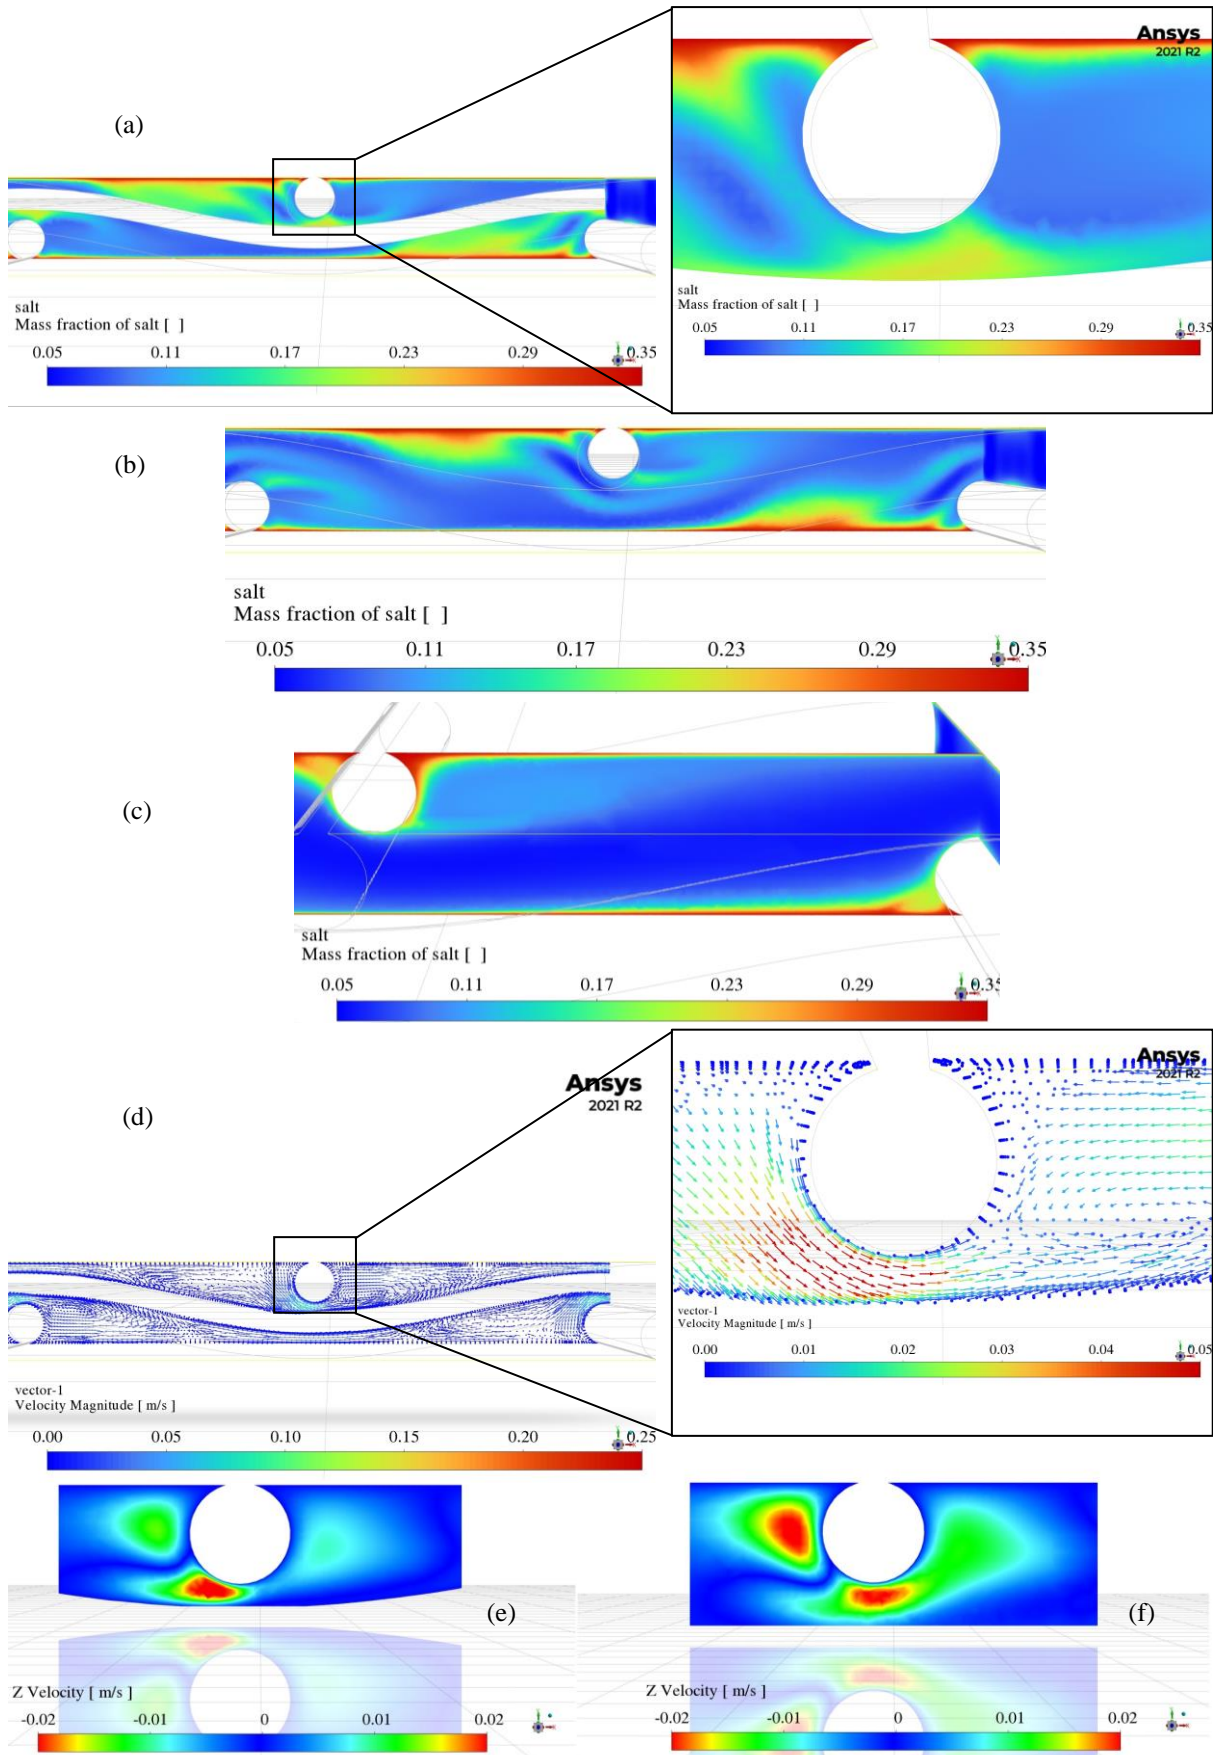 Ansys
2021 R2
(a)
salt
Mass fraction of salt [ ]
0.05 0.11 0.17 0.23 0.29 0.35
salt
Mass fraction of salt [ ]
0.05 0.11 0.17 0.23 0.29 0.35
(b)
salt
Mass fraction of salt [ ]
0.05 0.11 0.17 0.23 0.29 0.35
(c)
salt
Mass fraction of salt [ ]
0.05 0.11 0.17 0.23 0.29 0.35
Ansys
2021 R2
(d)
Ansys
2021 R2
vector-1
Velocity Magnitude [ m/s ]
0.00 0.01 0.02 0.03 0.04 0.05
vector-1
Velocity Magnitude [ m/s ]
0.00 0.05 0.10 0.15 0.20 0.25
(e)
Z Velocity [ m/s ]
-0.02 -0.01 0 0.01 0.02
(f)
Z Velocity [ m/s ]
-0.02 -0.01 0 0.01 0.02